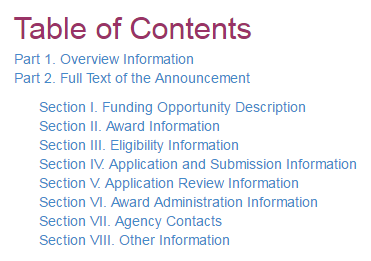 Table of Contents
Part 1. Overview Information
Part 2. Full Text of the Announcement
Section I. Funding Opportunity Description
Section II. Award Information
Section III. Eligibility Information
Section IV. Application and Submission Information
Section V. Application Review Information
Section VI. Award Administration Information
Section VII. Agency Contacts
Section VIII. Other Information